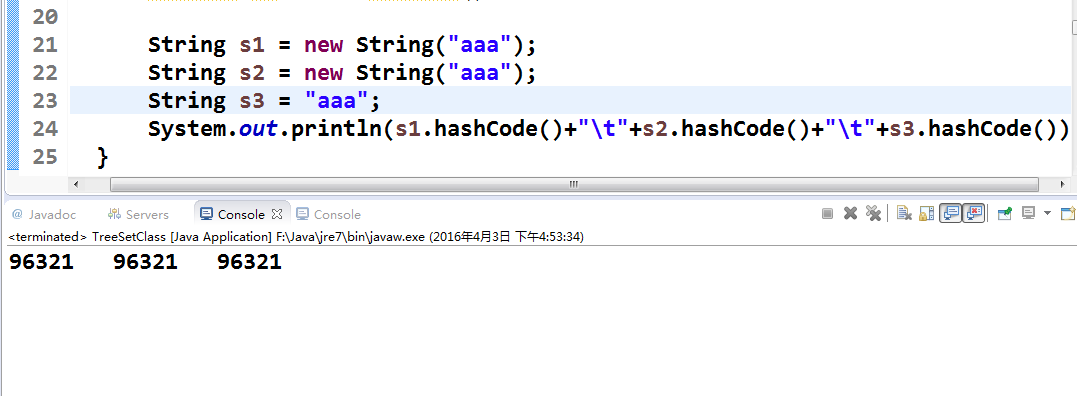 20
21 String s1 = new String("aaa");
22 String s2 = new String("aaa");
23 String s3 = "aaa";
24 System.out.println(s1.hashCode()+"\t"+s2.hashCode()+"\t"+s3.hashCode())
25 }
@ Javadoc Servers Console Console
<terminated> TreeSetClass [Java Application] F:\Java\jre7\bin\javaw.exe (2016年4月3日 下午4:53:34)
96321 96321 96321